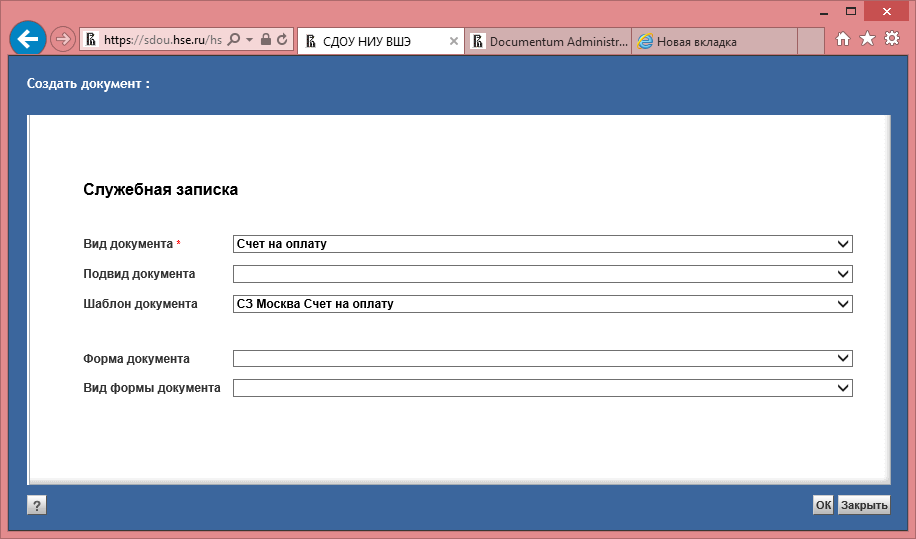 https://sdou.hse.ru/hs
СДОУ НИУ ВШЭ
Documentum Administr...
Новая вкладка
Создать документ :
Служебная записка
Вид документа * Счет на оплату
Подвид документа
Шаблон документа СЗ Москва Счет на оплату
Форма документа
Вид формы документа
? ОК Закрыть